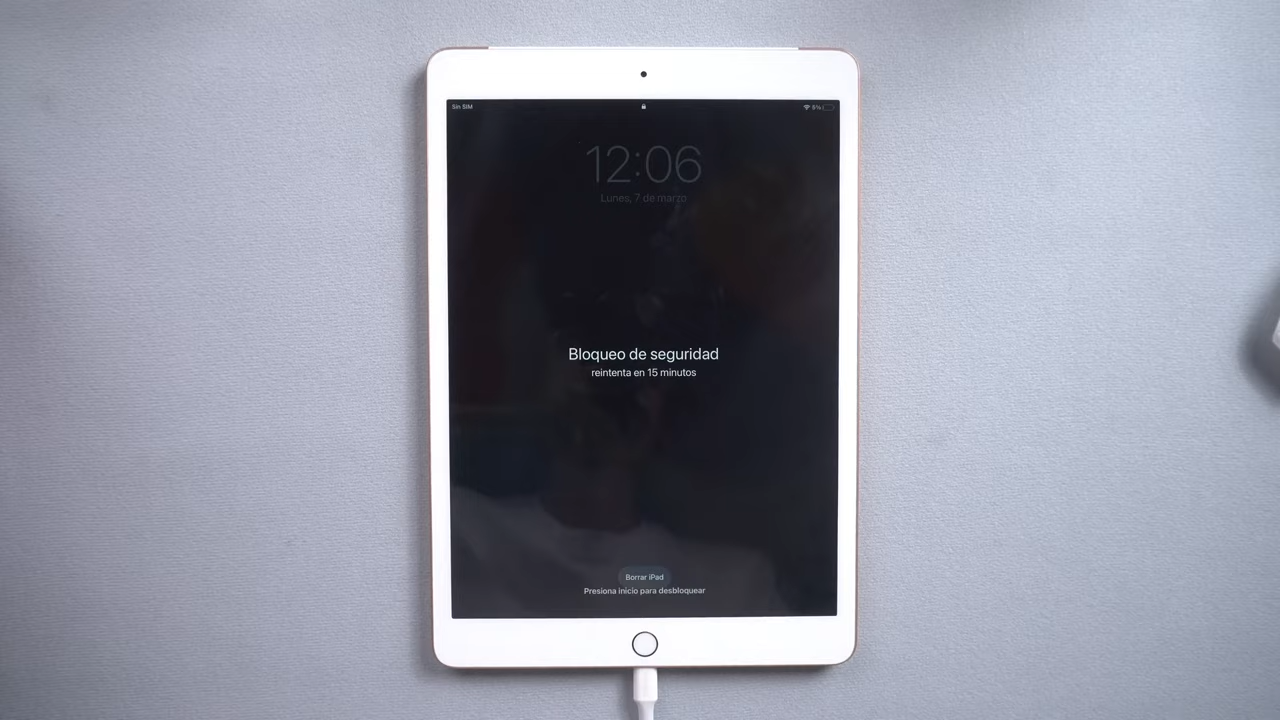 Sin SIM
5%
12:06
Lunes, 7 de marzo
Bloqueo de seguridad
reintenta en 15 minutos
Borrar iPad
Presiona inicio para desbloquear